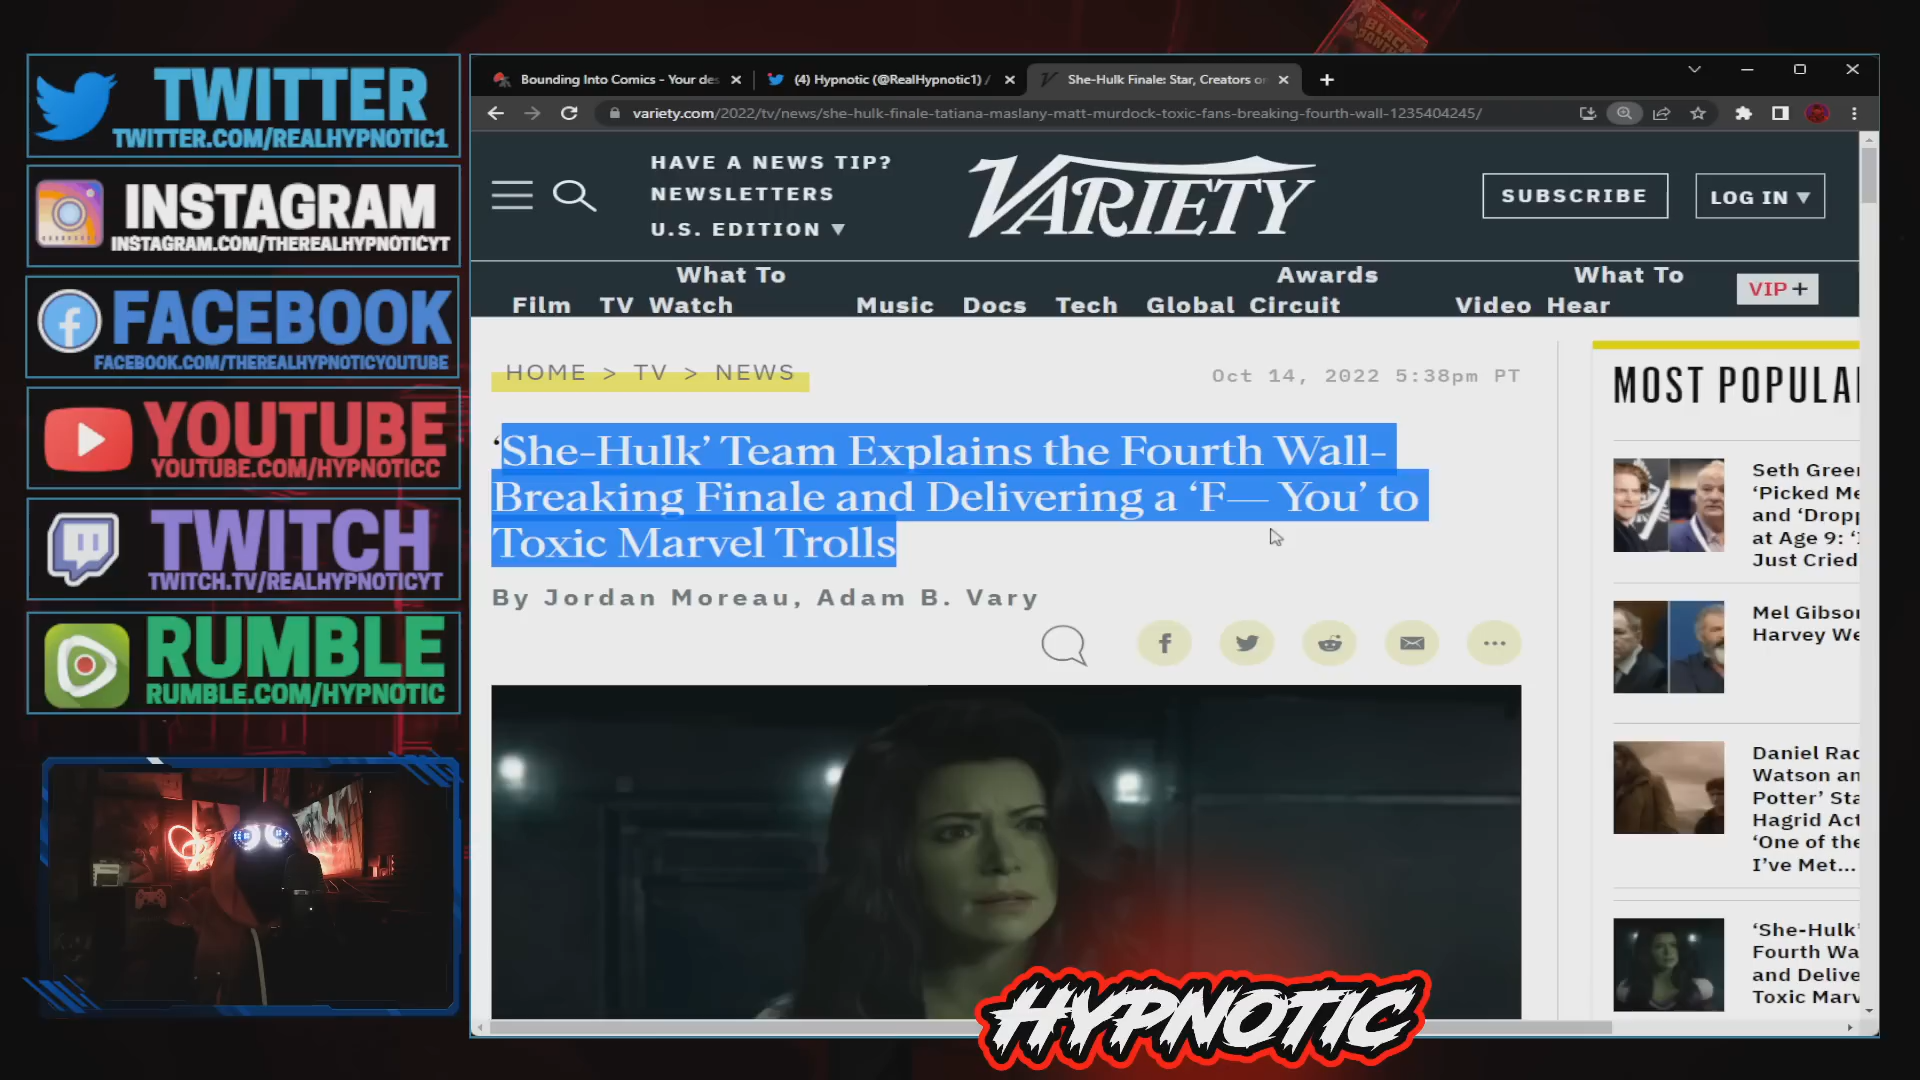 BLACK
PANTHER
TWITTER
TWITTER.COM/REALHYPNOTIC1
INSTAGRAM
INSTAGRAM.COM/THEREALHYPNOTICYT
FACEBOOK
FACEBOOK.COM/THEREALHYPNOTICYOUTUBE
YOUTUBE
YOUTUBE.COM/HYPNOTICC
TWITCH
TWITCH.TV/REALHYPNOTICYT
RUMBLE
RUMBLE.COM/HYPNOTIC
Bounding Into Comics - Your des
(4) Hypnotic (@RealHypnotic1) /
She-Hulk Finale: Star, Creators on
variety.com/2022/tv/news/she-hulk-finale-tatiana-maslany-matt-murdock-toxic-fans-breaking-fourth-wall-1235404245/
HAVE A NEWS TIP?
NEWSLETTERS
U.S. EDITION ▼
VARIETY
SUBSCRIBE
LOG IN ▼
Film TV What To Watch Music Docs Tech Global Awards Circuit Video What To Hear VIP+
HOME > TV > NEWS
Oct 14, 2022 5:38pm PT
‘She-Hulk’ Team Explains the Fourth Wall-
Breaking Finale and Delivering a ‘F— You’ to
Toxic Marvel Trolls
By Jordan Moreau, Adam B. Vary
MOST POPULA
Seth Green
‘Picked Me
and ‘Dropp
at Age 9: ‘I
Just Cried
Mel Gibson
Harvey We
Daniel Rad
Watson an
Potter’ Sta
Hagrid Act
‘One of the
I’ve Met...
‘She-Hulk’
Fourth Wa
and Delive
Toxic Marv
HYPNOTIC